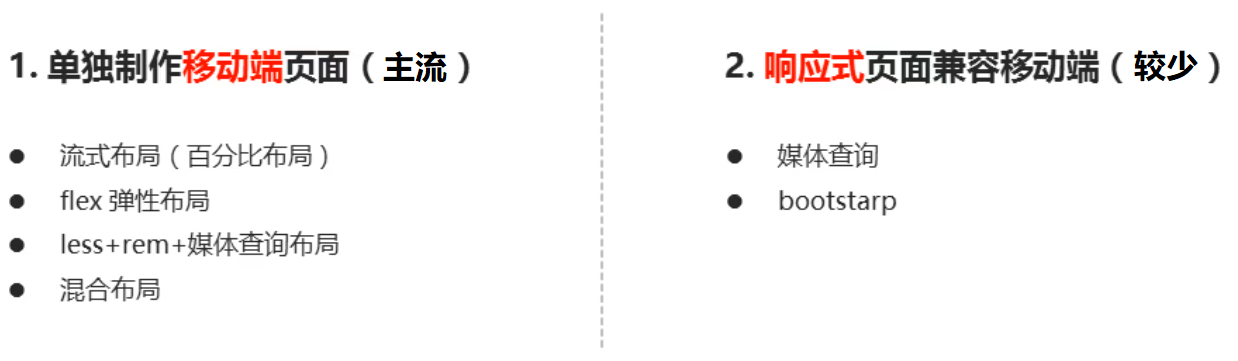 1. 单独制作移动端页面（主流）
流式布局（百分比布局）
flex 弹性布局
less+rem+媒体查询布局
混合布局
2. 响应式页面兼容移动端（较少）
媒体查询
bootstarp